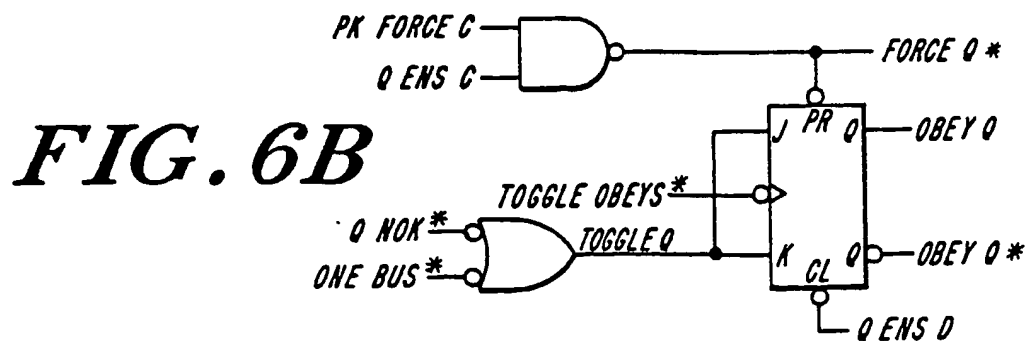 PK FORCE C
FORCE Q *
Q ENS C
PR
J
Q
OBEY Q
FIG. 6B
TOGGLE OBEYS*
Q NOK*
TOGGLE Q
ONE BUS*
K
Q
OBEY Q *
CL
Q ENS D